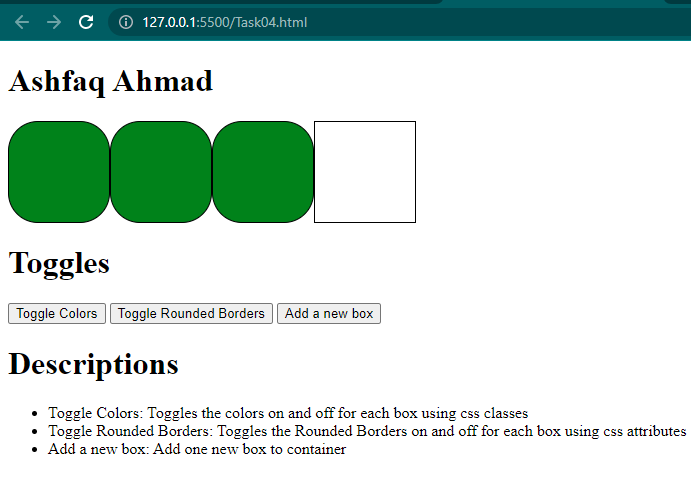 127.0.0.1:5500/Task04.html
Ashfaq Ahmad
Toggles
Toggle Colors Toggle Rounded Borders Add a new box
Descriptions
• Toggle Colors: Toggles the colors on and off for each box using css classes
• Toggle Rounded Borders: Toggles the Rounded Borders on and off for each box using css attributes
• Add a new box: Add one new box to container